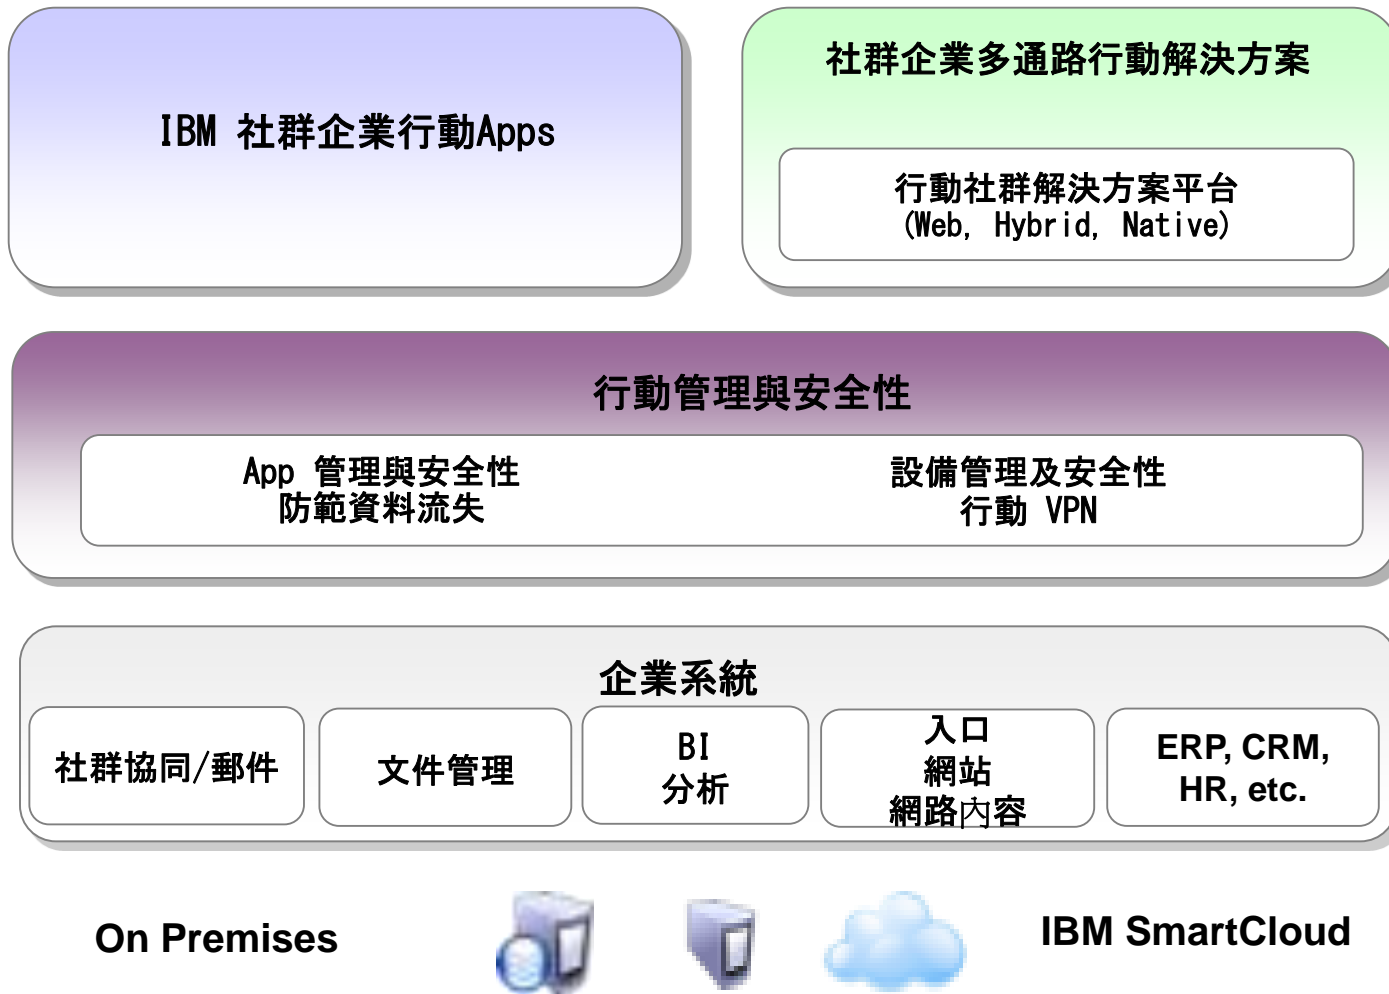 IBM 社群企業行動Apps
社群企業多通路行動解決方案
行動社群解決方案平台
(Web, Hybrid, Native)
行動管理與安全性
App 管理與安全性
防範資料流失
設備管理及安全性
行動 VPN
企業系統
社群協同/郵件
文件管理
BI
分析
入口
網站
網路內容
ERP, CRM,
HR, etc.
On Premises
IBM SmartCloud